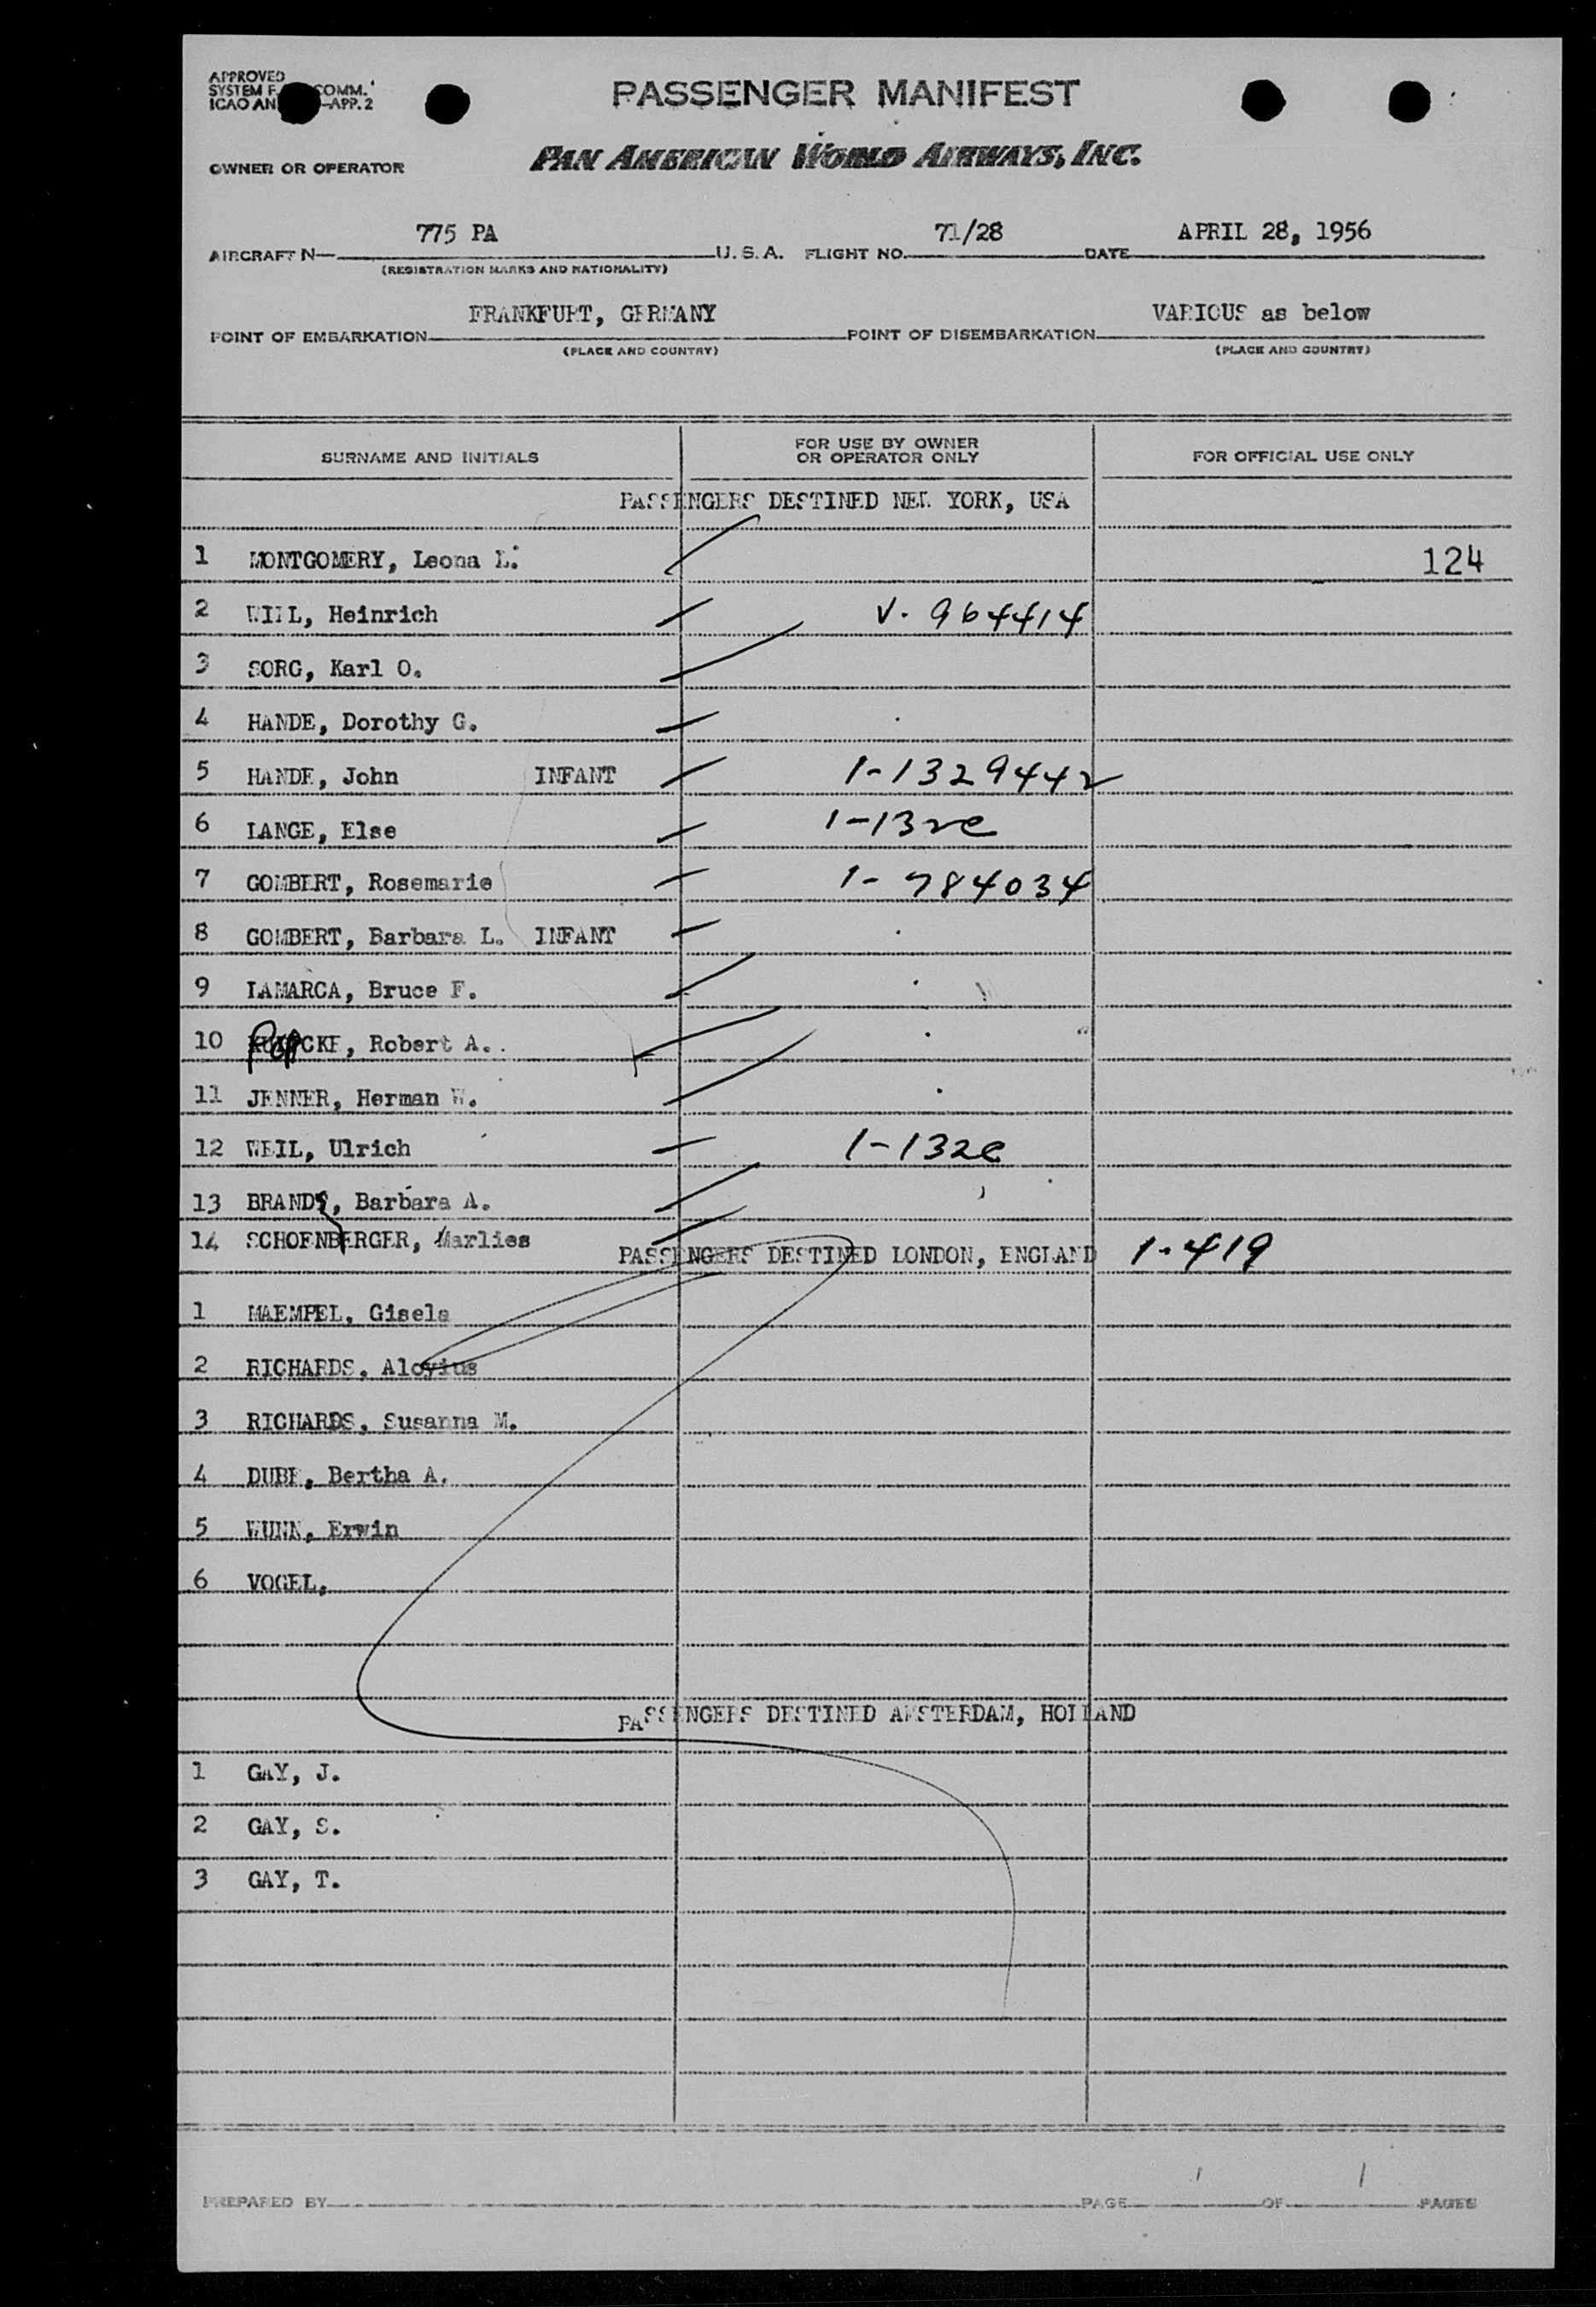 APPROVED
SYSTEM F. COMM.
ICAO AN -APP. 2
PASSENGER MANIFEST
OWNER OR OPERATOR PAN AMERICAN WORLD AIRWAYS, INC.
775 PA 71/28 APRIL 28, 1956
AIRCRAFT N— U. S. A. FLIGHT NO. DATE
(REGISTRATION MARKS AND NATIONALITY)
FRANKFURT, GERMANY VARIOUS as below
POINT OF EMBARKATION POINT OF DISEMBARKATION
(PLACE AND COUNTRY) (PLACE AND COUNTRY)
SURNAME AND INITIALS FOR USE BY OWNER OR OPERATOR ONLY FOR OFFICIAL USE ONLY
PASSENGERS DESTINED NEW YORK, USA
1 MONTGOMERY, Leona L. 124
2 Heinrich V. 964414
3 SORG, Karl O.
4 HANDE, Dorothy G.
5 HANDE, John INFANT 1-1329442
6 LANGE, Else 1-132e
7 GOMBERT, Rosemarie 1-784034
8 GOMBERT, Barbara L. INFANT
9 LAMARCA, Bruce F.
10 Robert A.
11 JENNER, Herman W.
12 WEIL, Ulrich 1-132e
13 BRANDS, Barbara A.
14 SCHOENBERGER, Marlies
PASSENGERS DESTINED LONDON, ENGLAND 1-419
1 MAEMPEL, Gisela
2 RICHARDS, Aloyius
3 RICHARDS, Susanna M.
4 DUBE, Bertha A.
5 WUNN, Erwin
6 VOGEL,
PASSENGERS DESTINED AMSTERDAM, HOLLAND
1 GAY, J.
2 GAY, S.
3 GAY, T.
PREPARED BY PAGE 1 OF 1 PAGES